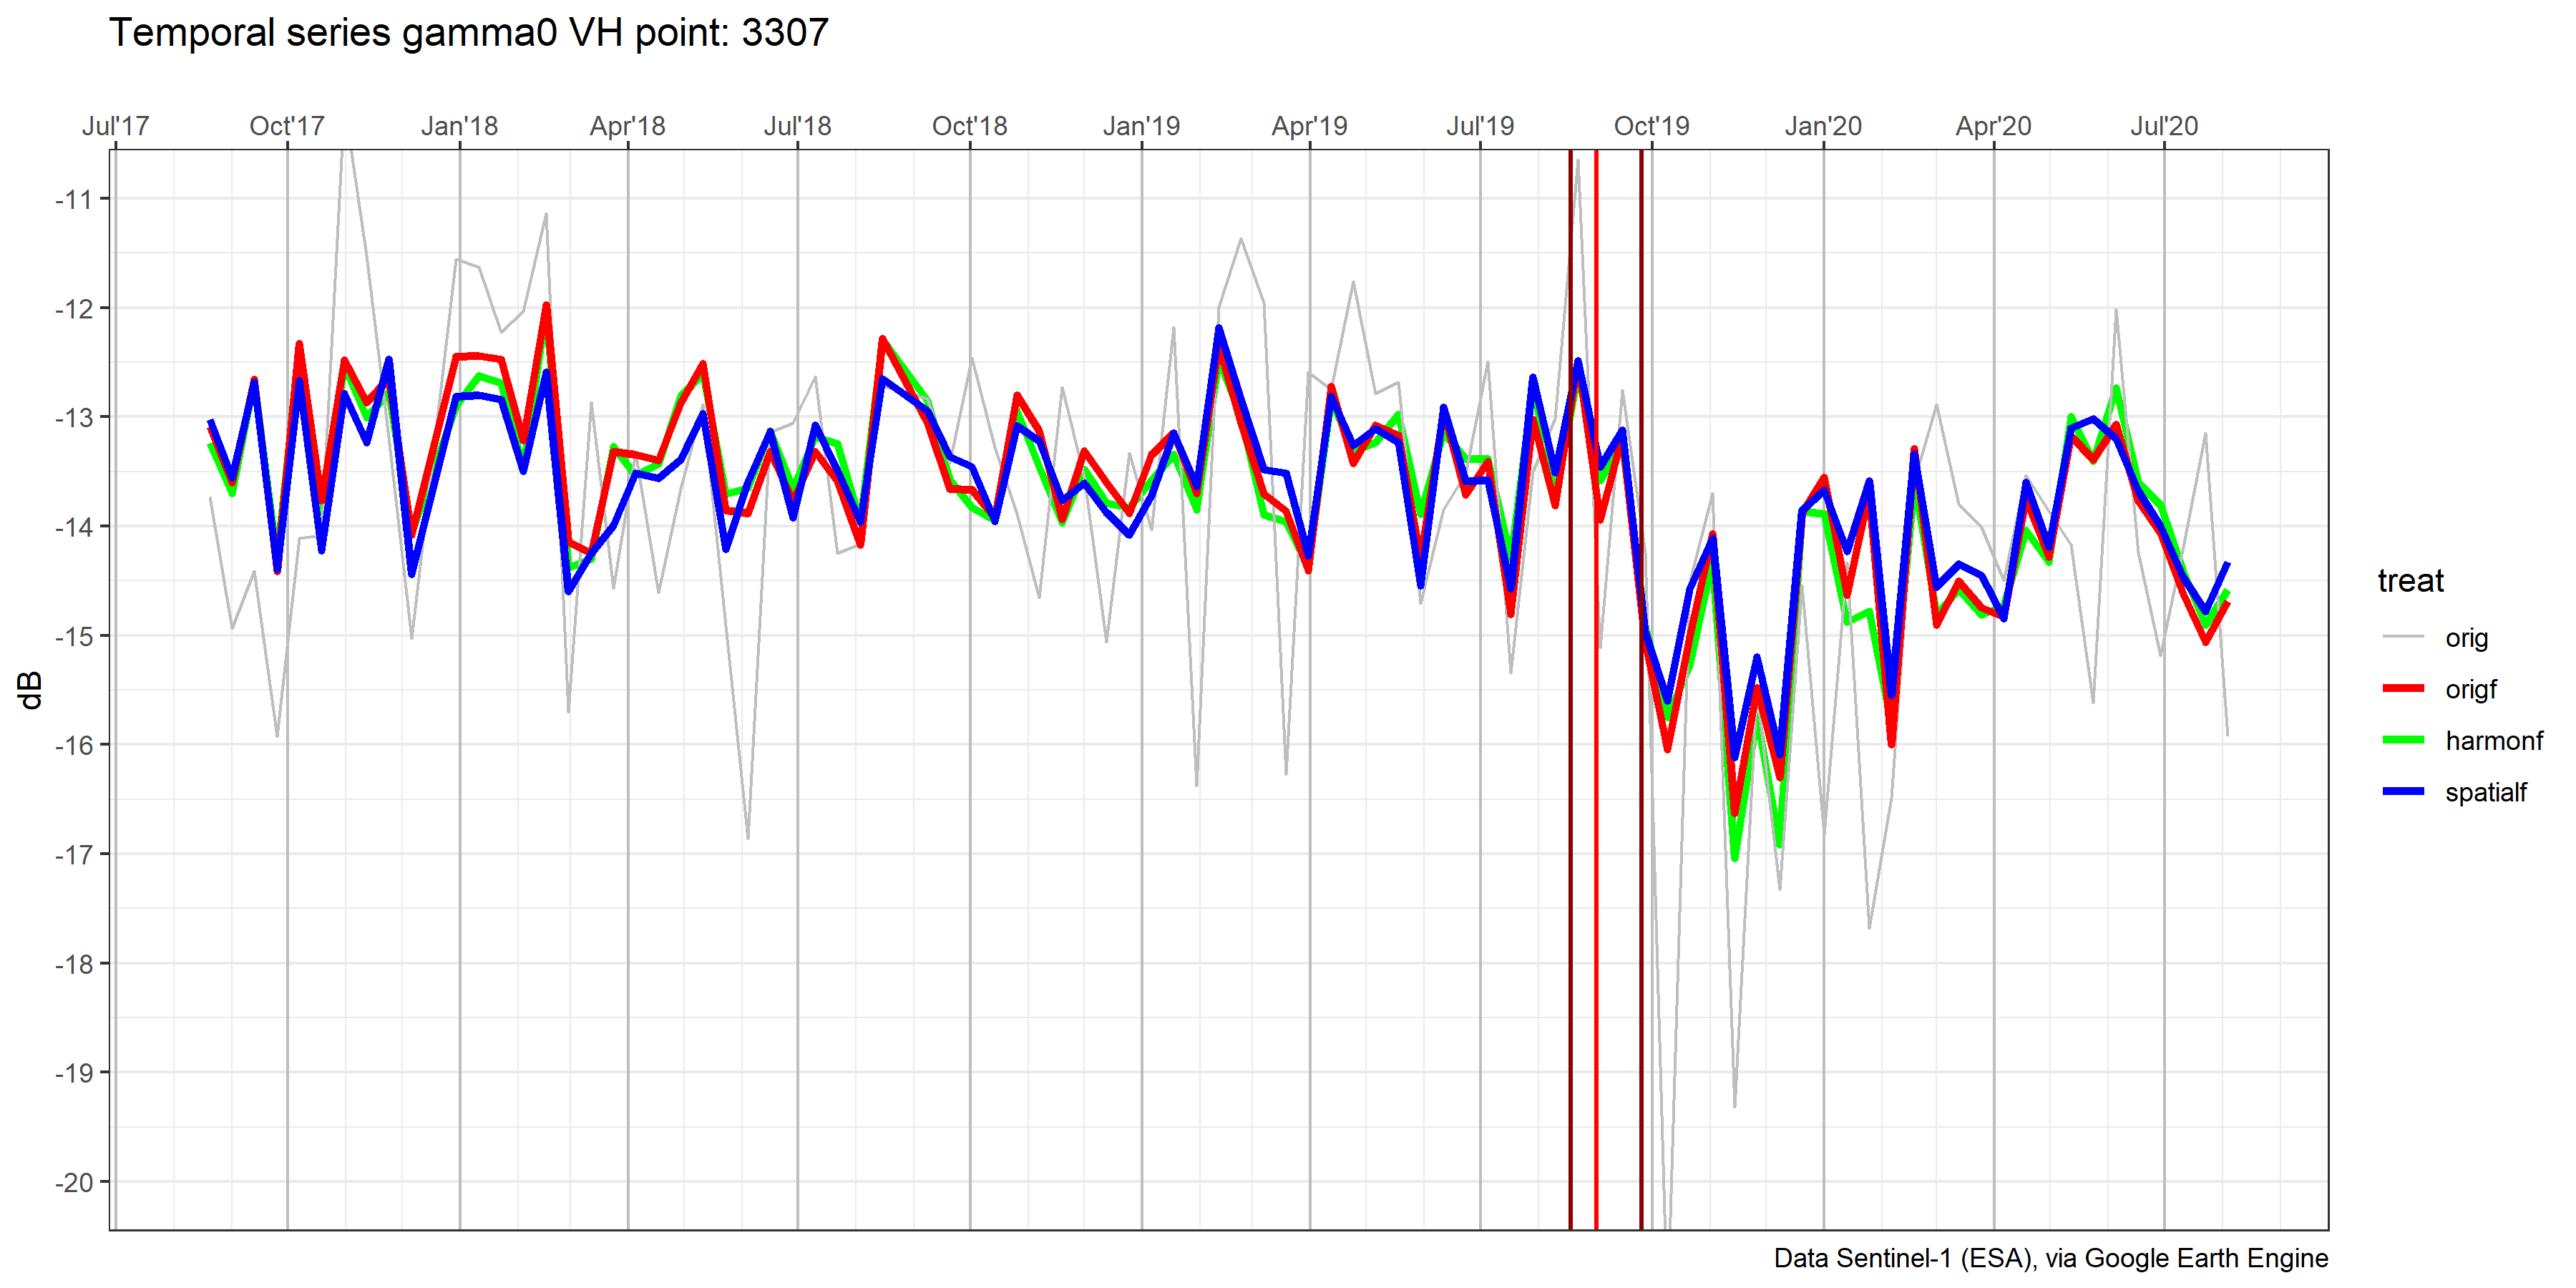 Temporal series gamma0 VH point: 3307
Jul'17 Oct'17 Jan'18 Apr'18 Jul'18 Oct'18 Jan'19 Apr'19 Jul'19 Oct'19 Jan'20 Apr'20 Jul'20
-11
-12
-13
-14
-15
-16
-17
-18
-19
-20
dB
treat
orig
origf
harmonf
spatialf
Data Sentinel-1 (ESA), via Google Earth Engine